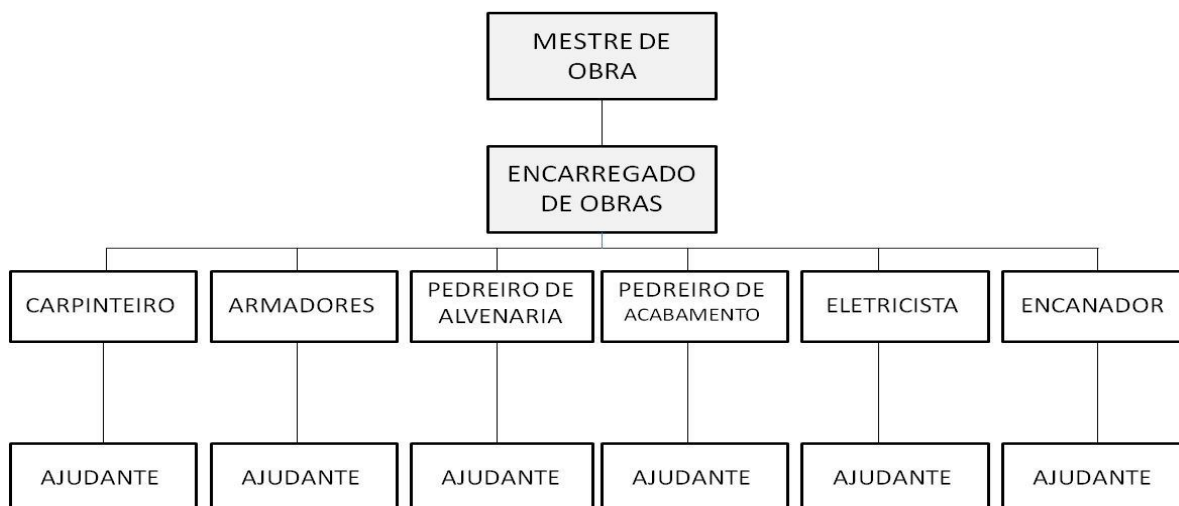 MESTRE DE
OBRA
ENCARREGADO
DE OBRAS
CARPINTEIRO
ARMADORES
PEDREIRO DE
ALVENARIA
PEDREIRO DE
ACABAMENTO
ELETRICISTA
ENCANADOR
AJUDANTE
AJUDANTE
AJUDANTE
AJUDANTE
AJUDANTE
AJUDANTE